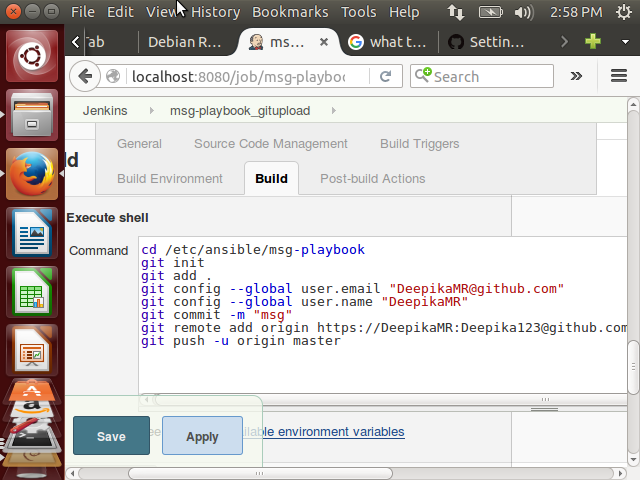 File Edit View History Bookmarks Tools Help 2:58 PM
Debian R... ms... what t... Settin...
localhost:8080/job/msg-playboo Search
Jenkins msg-playbook_gitupload
General Source Code Management Build Triggers
Build Environment Build Post-build Actions
Execute shell
Command
cd /etc/ansible/msg-playbook
git init
git add .
git config --global user.email "DeepikaMR@github.com"
git config --global user.name "DeepikaMR"
git commit -m "msg"
git remote add origin https://DeepikaMR:Deepika123@github.com
git push -u origin master
Save Apply environment variables